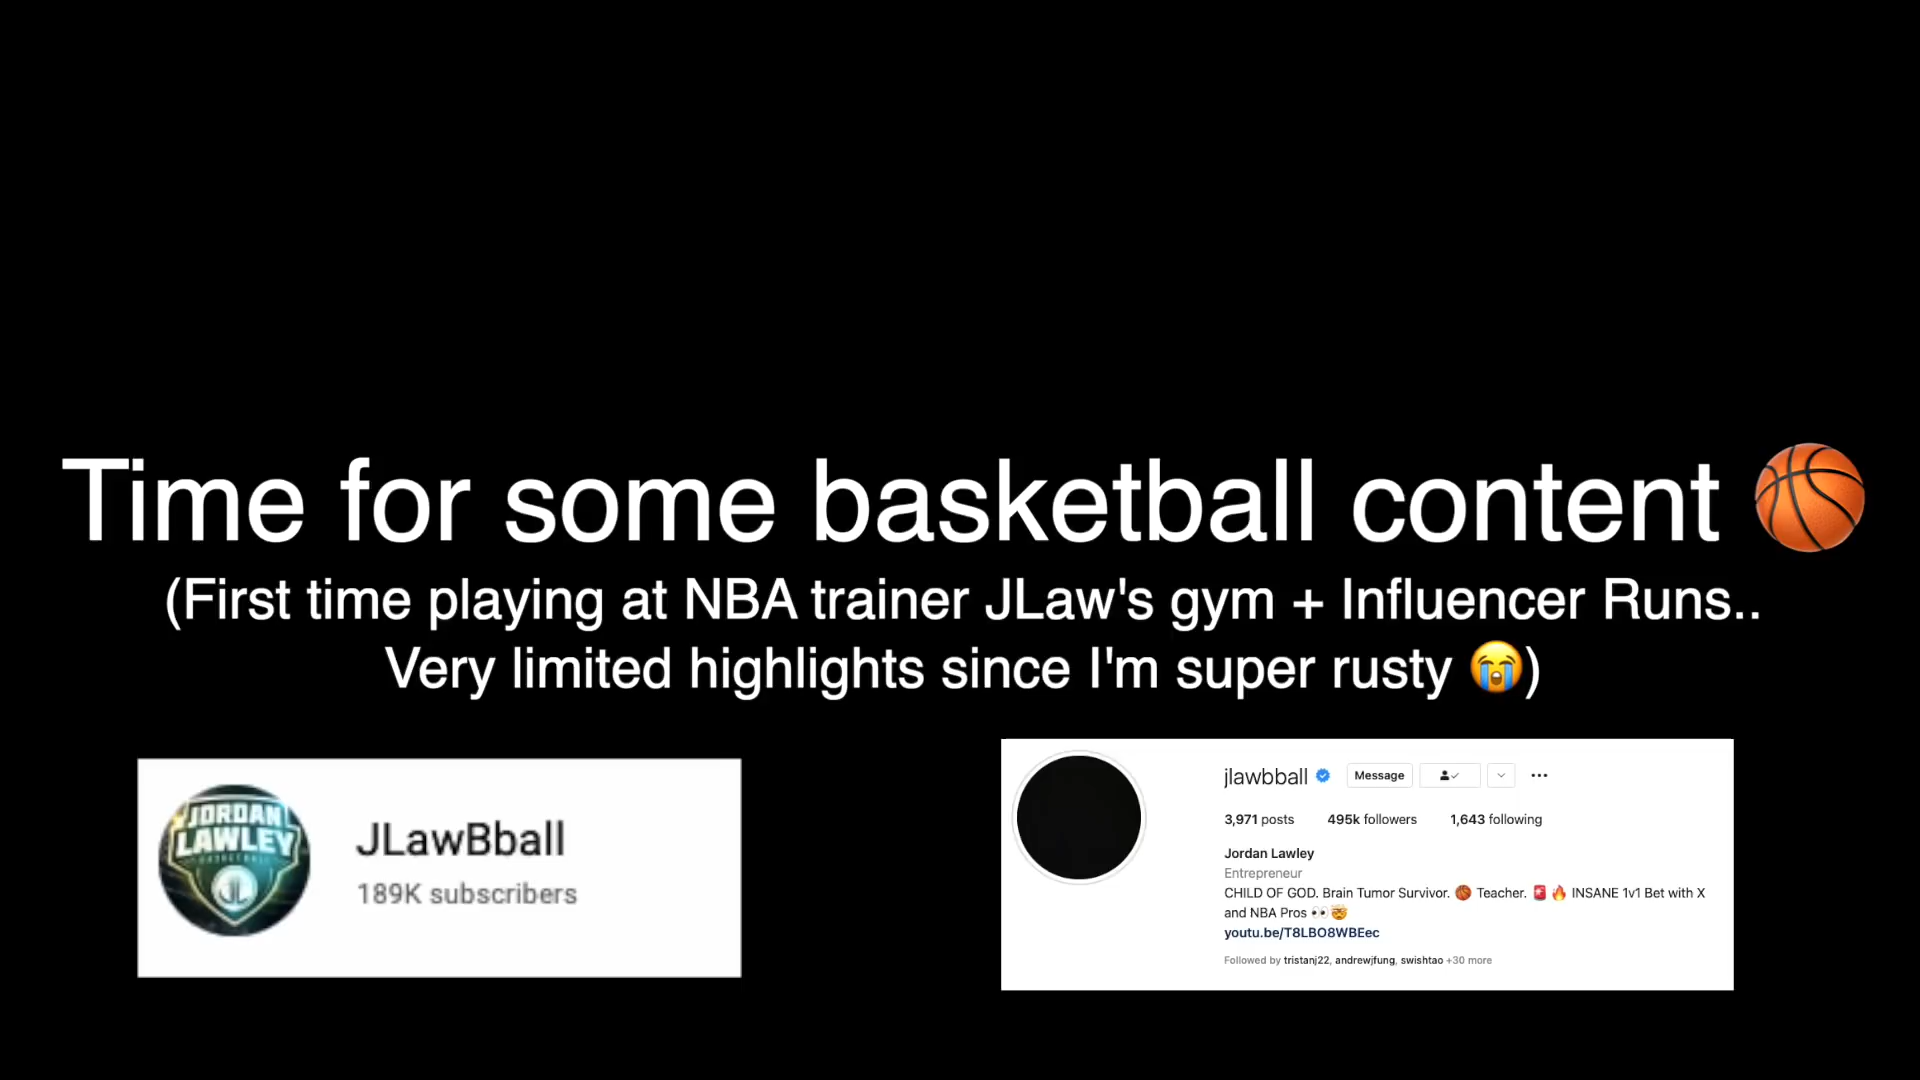 Time for some basketball content 🏀
(First time playing at NBA trainer JLaw's gym + Influencer Runs..
Very limited highlights since I'm super rusty 😭)
JORDAN
LAWLEY
JL
JLawBball
189K subscribers
jlawbball Message
3,971 posts 495k followers 1,643 following
Jordan Lawley
Entrepreneur
CHILD OF GOD. Brain Tumor Survivor. 🏀 Teacher. 🚨 🔥 INSANE 1v1 Bet with X
and NBA Pros 👀🤯
youtu.be/T8LBO8WBEec
Followed by tristanj22, andrewjfung, swishtao +30 more